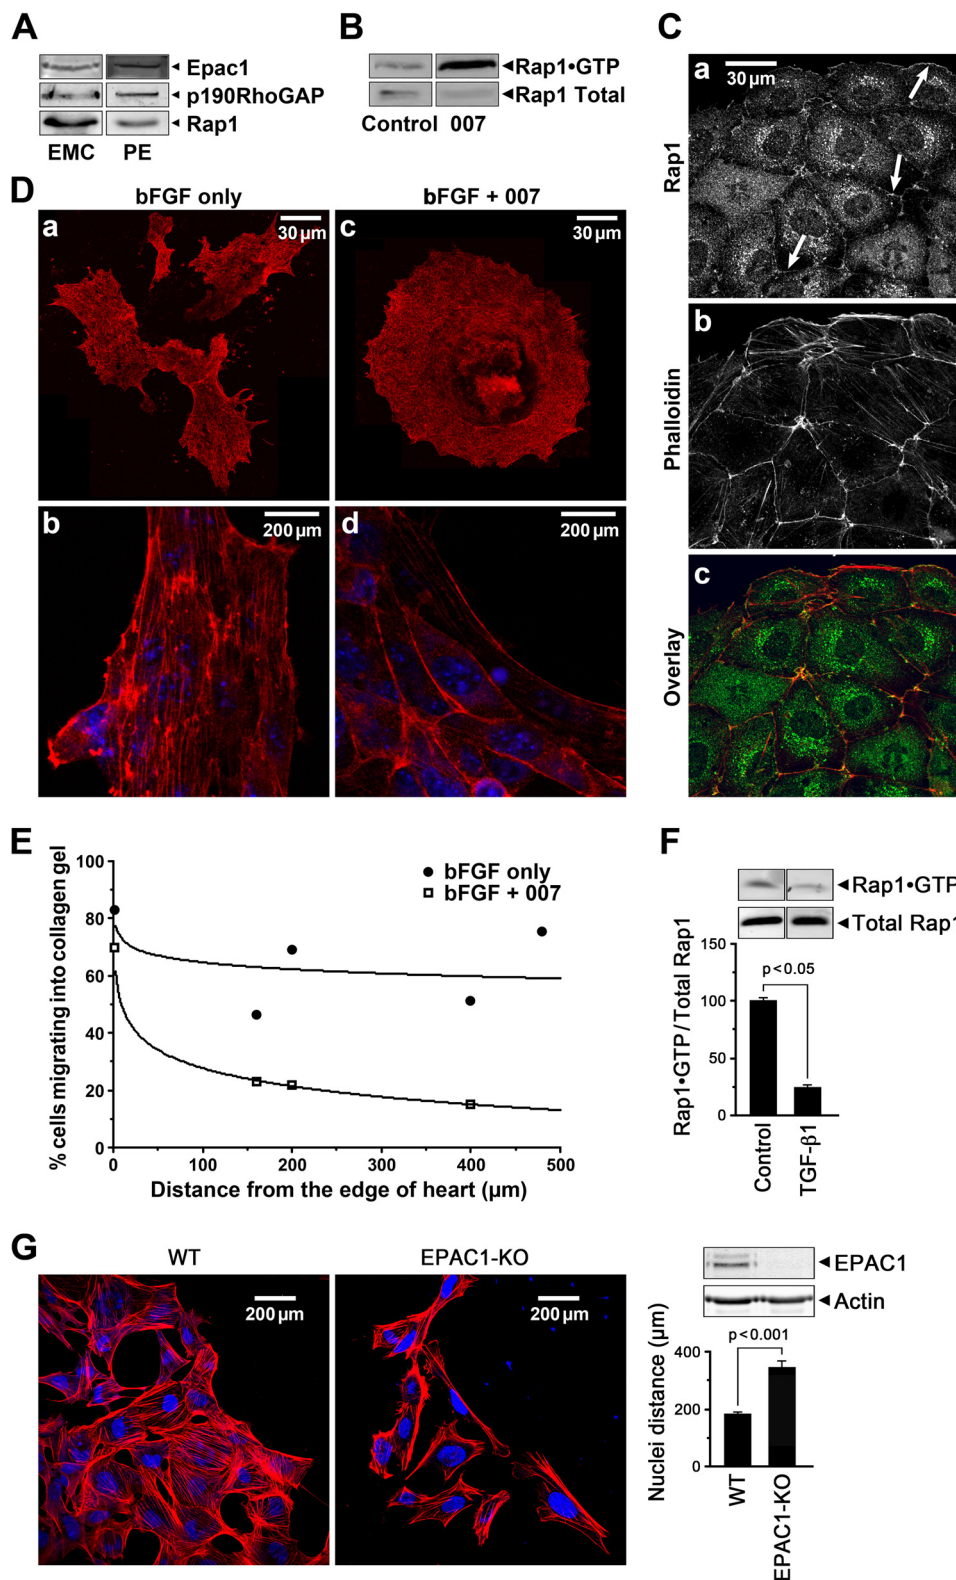 A
Epac1
p190RhoGAP
Rap1
EMC PE
B
Rap1•GTP
Rap1 Total
Control 007
C
a
30 µm
Rap1
b
Phalloidin
c
Overlay
D
bFGF only
bFGF + 007
a
30 µm
c
30 µm
b
200 µm
d
200 µm
E
% cells migrating into collagen gel
100
80
60
40
20
0
bFGF only
bFGF + 007
0 100 200 300 400 500
Distance from the edge of heart (µm)
F
Rap1•GTP
Total Rap1
Rap1•GTP / Total Rap1
150
100
50
0
p<0.05
Control
TGF-β1
G
WT
200 µm
EPAC1-KO
200 µm
EPAC1
Actin
Nuclei distance (µm)
p<0.001
400
200
0
WT
EPAC1-KO